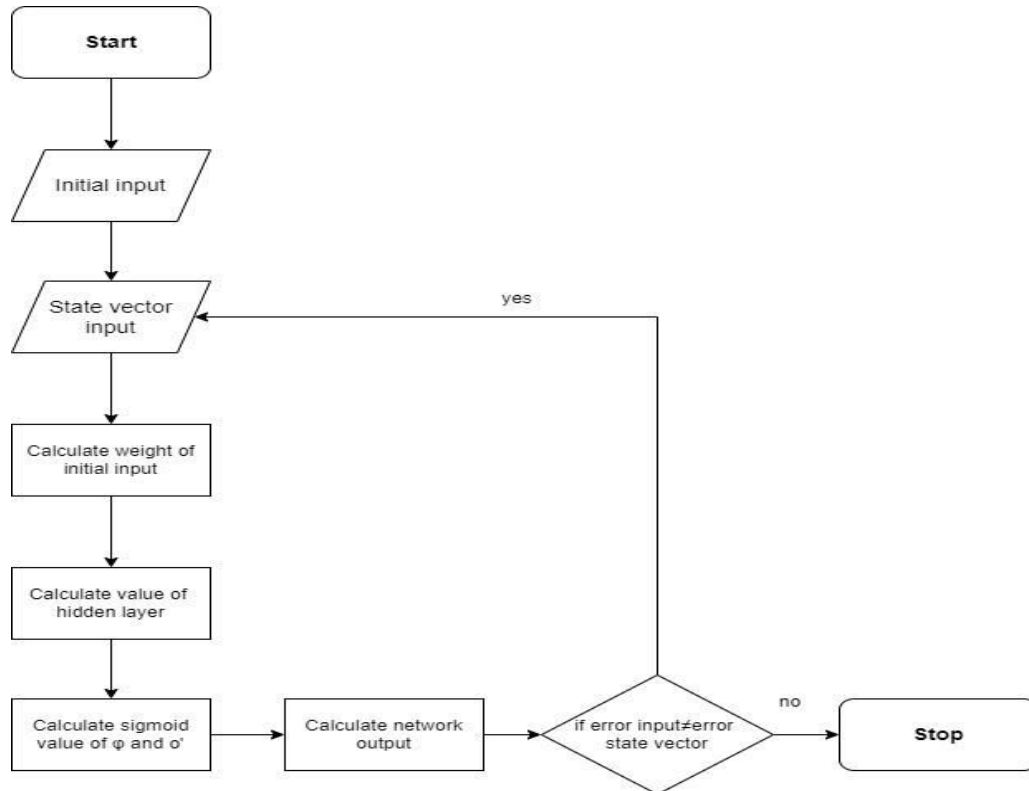 Start
Initial input
State vector
input
yes
Calculate weight of
initial input
Calculate value of
hidden layer
Calculate sigmoid
value of φ and o'
Calculate network
output
if error input≠error
state vector
no
Stop